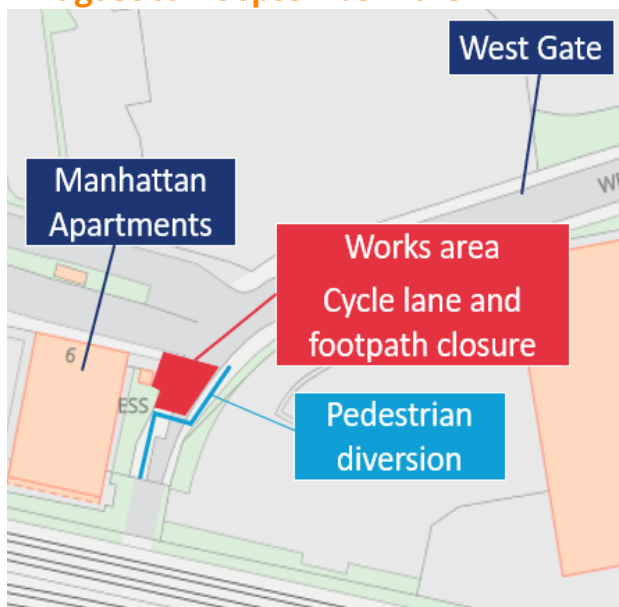 West Gate
Manhattan
Apartments
Works area
Cycle lane and
footpath closure
6
ESS
Pedestrian
diversion